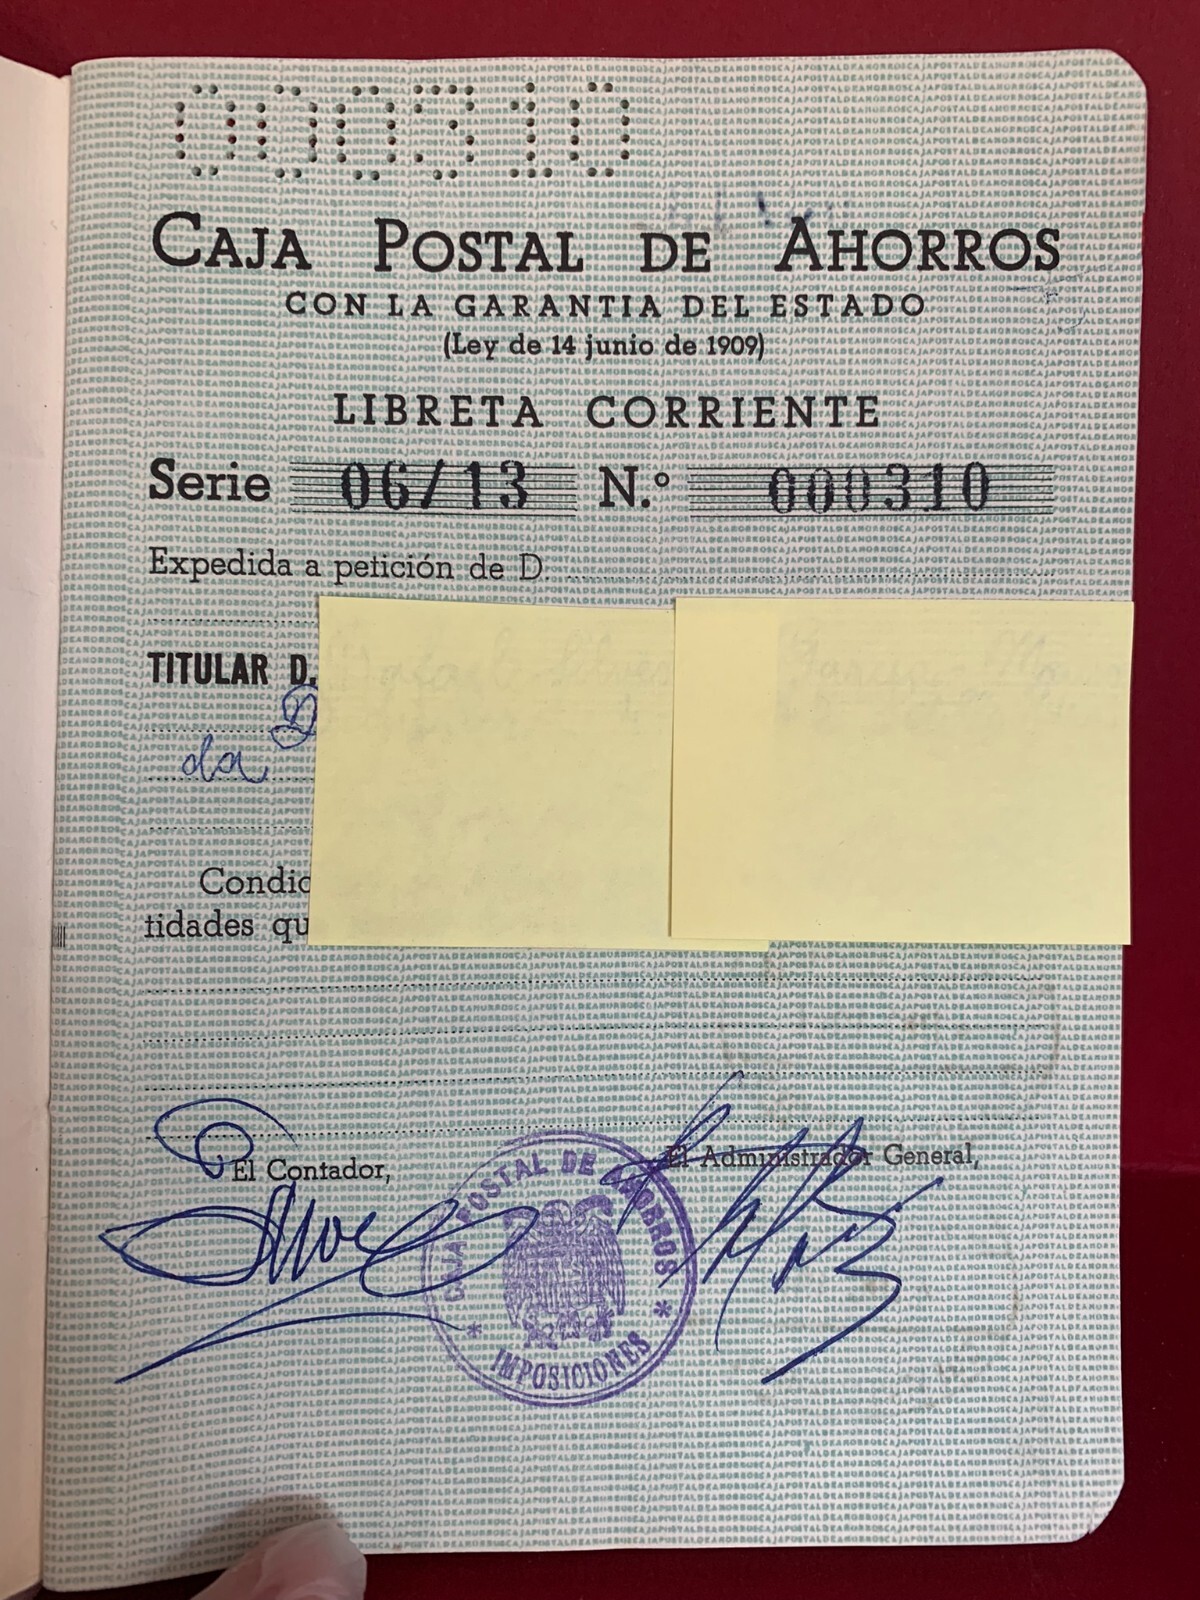 000310
CAJA POSTAL DE AHORROS
CON LA GARANTIA DEL ESTADO
(Ley de 14 junio de 1909)
LIBRETA CORRIENTE
Serie 06/13 N.º 000310
Expedida a petición de D.
TITULAR D.
D
da
Condic
tidades qu
El Contador,
El Administrador General,
CAJA POSTAL DE AHORROS
* IMPOSICIONES *